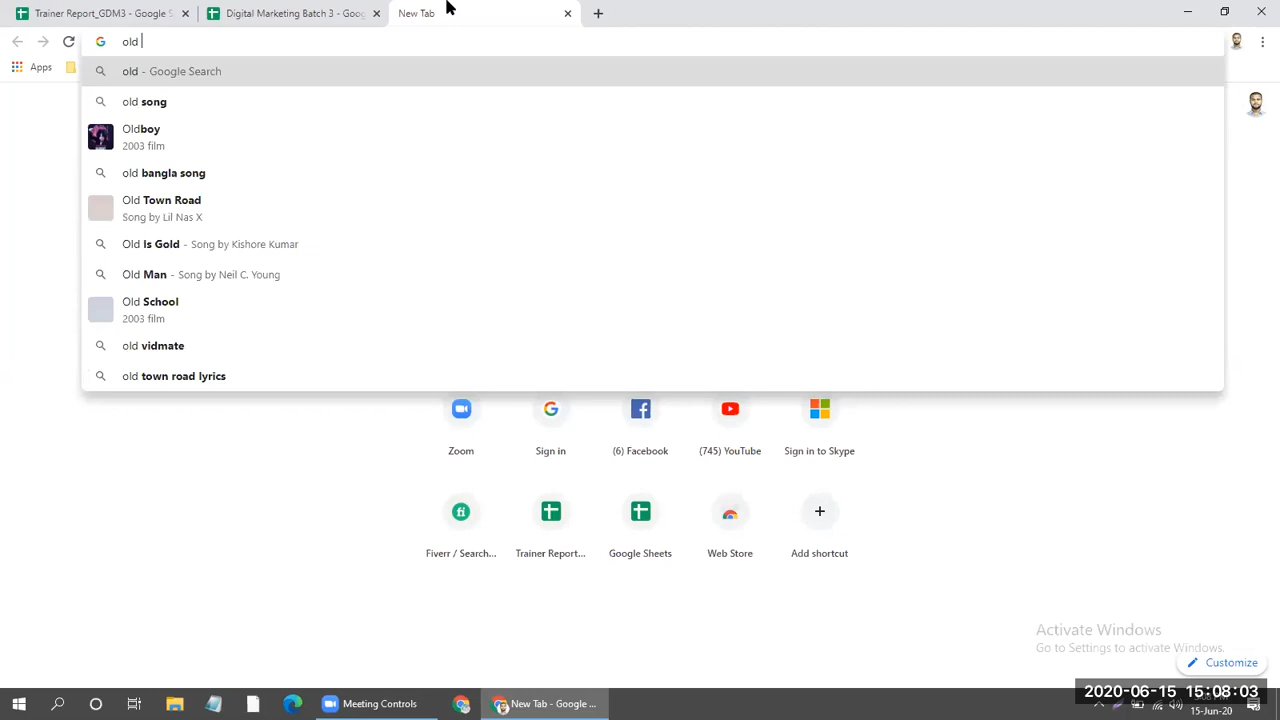 Trainer Report_GDM3 - Google S
Digital Marketing Batch 3 - Goog
New Tab
old
Apps
old - Google Search
old song
Oldboy
2003 film
old bangla song
Old Town Road
Song by Lil Nas X
Old Is Gold - Song by Kishore Kumar
Old Man - Song by Neil C. Young
Old School
2003 film
old vidmate
old town road lyrics
Zoom
Sign in
(6) Facebook
(745) YouTube
Sign in to Skype
Fiverr / Search...
Trainer Report...
Google Sheets
Web Store
Add shortcut
Activate Windows
Go to Settings to activate Windows.
Customize
Meeting Controls
New Tab - Google ...
2020-06-15 15:08:03
15-Jun-20